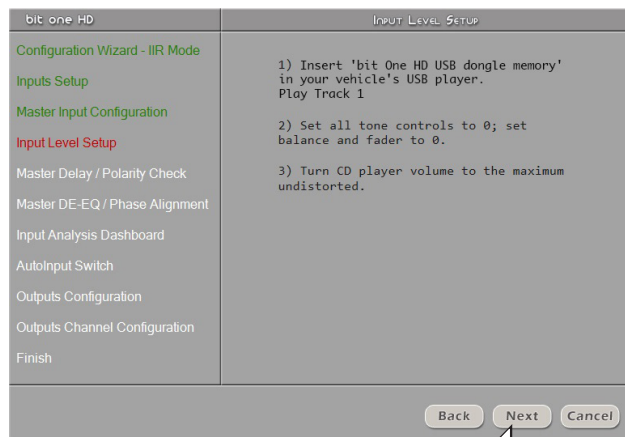 bit one HD
Input Level Setup
Configuration Wizard - IIR Mode
Inputs Setup
Master Input Configuration
Input Level Setup
Master Delay / Polarity Check
Master DE-EQ / Phase Alignment
Input Analysis Dashboard
AutoInput Switch
Outputs Configuration
Outputs Channel Configuration
Finish
1) Insert 'bit One HD USB dongle memory'
in your vehicle's USB player.
Play Track 1
2) Set all tone controls to 0; set
balance and fader to 0.
3) Turn CD player volume to the maximum
undistorted.
Back Next Cancel